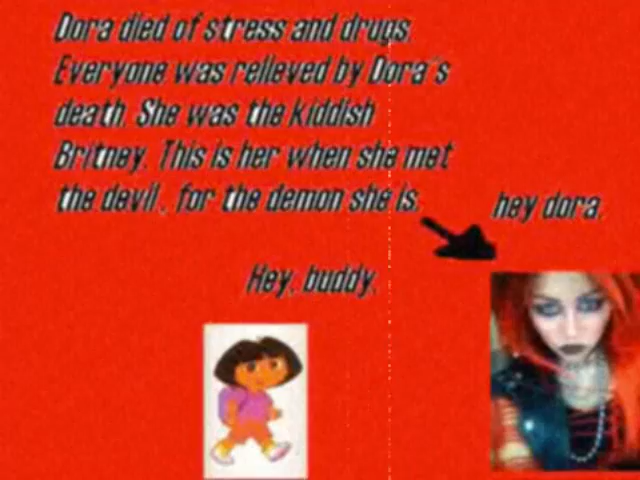 Dora died of stress and drugs
Everyone was relieved by Dora's
death. She was the kiddish
Britney. This is her when she met
the devil, for the demon she is.
hey dora.
Hey, buddy.